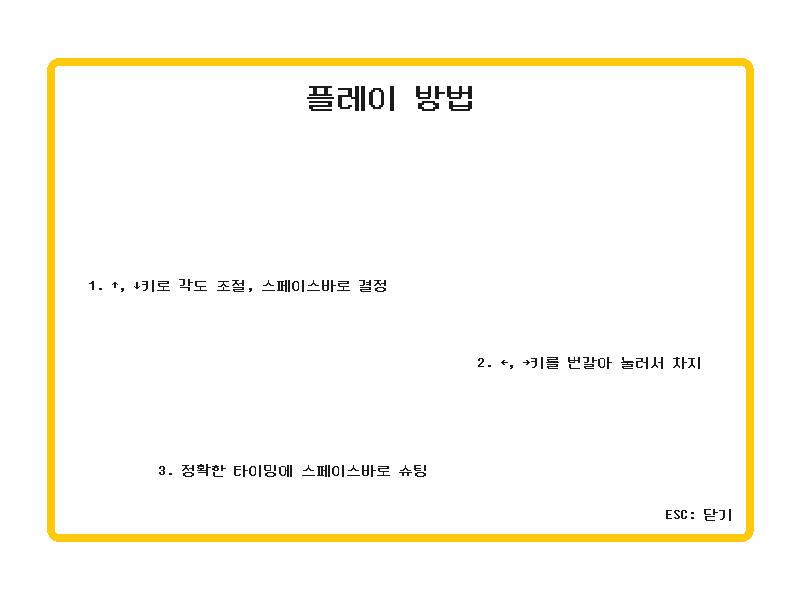 플레이 방법
1. ↑, ↓키로 각도 조절, 스페이스바로 결정
2. ←, →키를 번갈아 눌러서 차지
3. 정확한 타이밍에 스페이스바로 슈팅
ESC: 닫기